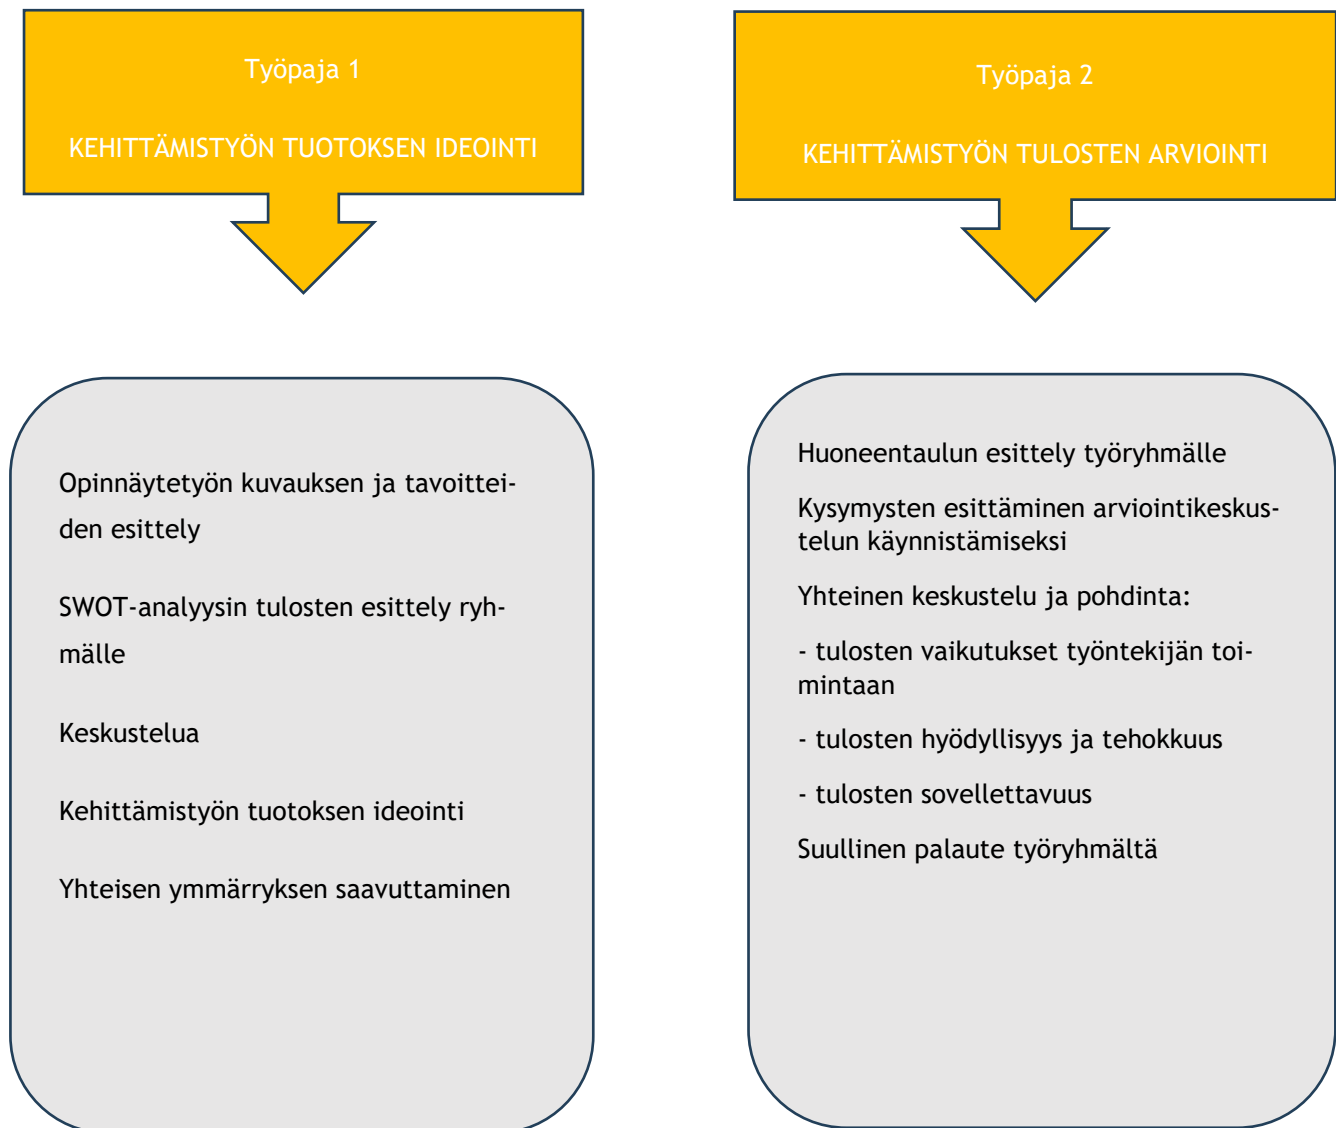 Työpaja 1
KEHITTÄMISTYÖN TUOTOKSEN IDEOINTI
Opinnäytetyön kuvauksen ja tavoittei-
den esittely
SWOT-analyysin tulosten esittely ryh-
mälle
Keskustelua
Kehittämistyön tuotoksen ideointi
Yhteisen ymmärryksen saavuttaminen
Työpaja 2
KEHITTÄMISTYÖN TULOSTEN ARVIOINTI
Huoneentaulun esittely työryhmälle
Kysymysten esittäminen arviointikeskus-
telun käynnistämiseksi
Yhteinen keskustelu ja pohdinta:
- tulosten vaikutukset työntekijän toi-
mintaan
- tulosten hyödyllisyys ja tehokkuus
- tulosten sovellettavuus
Suullinen palaute työryhmältä